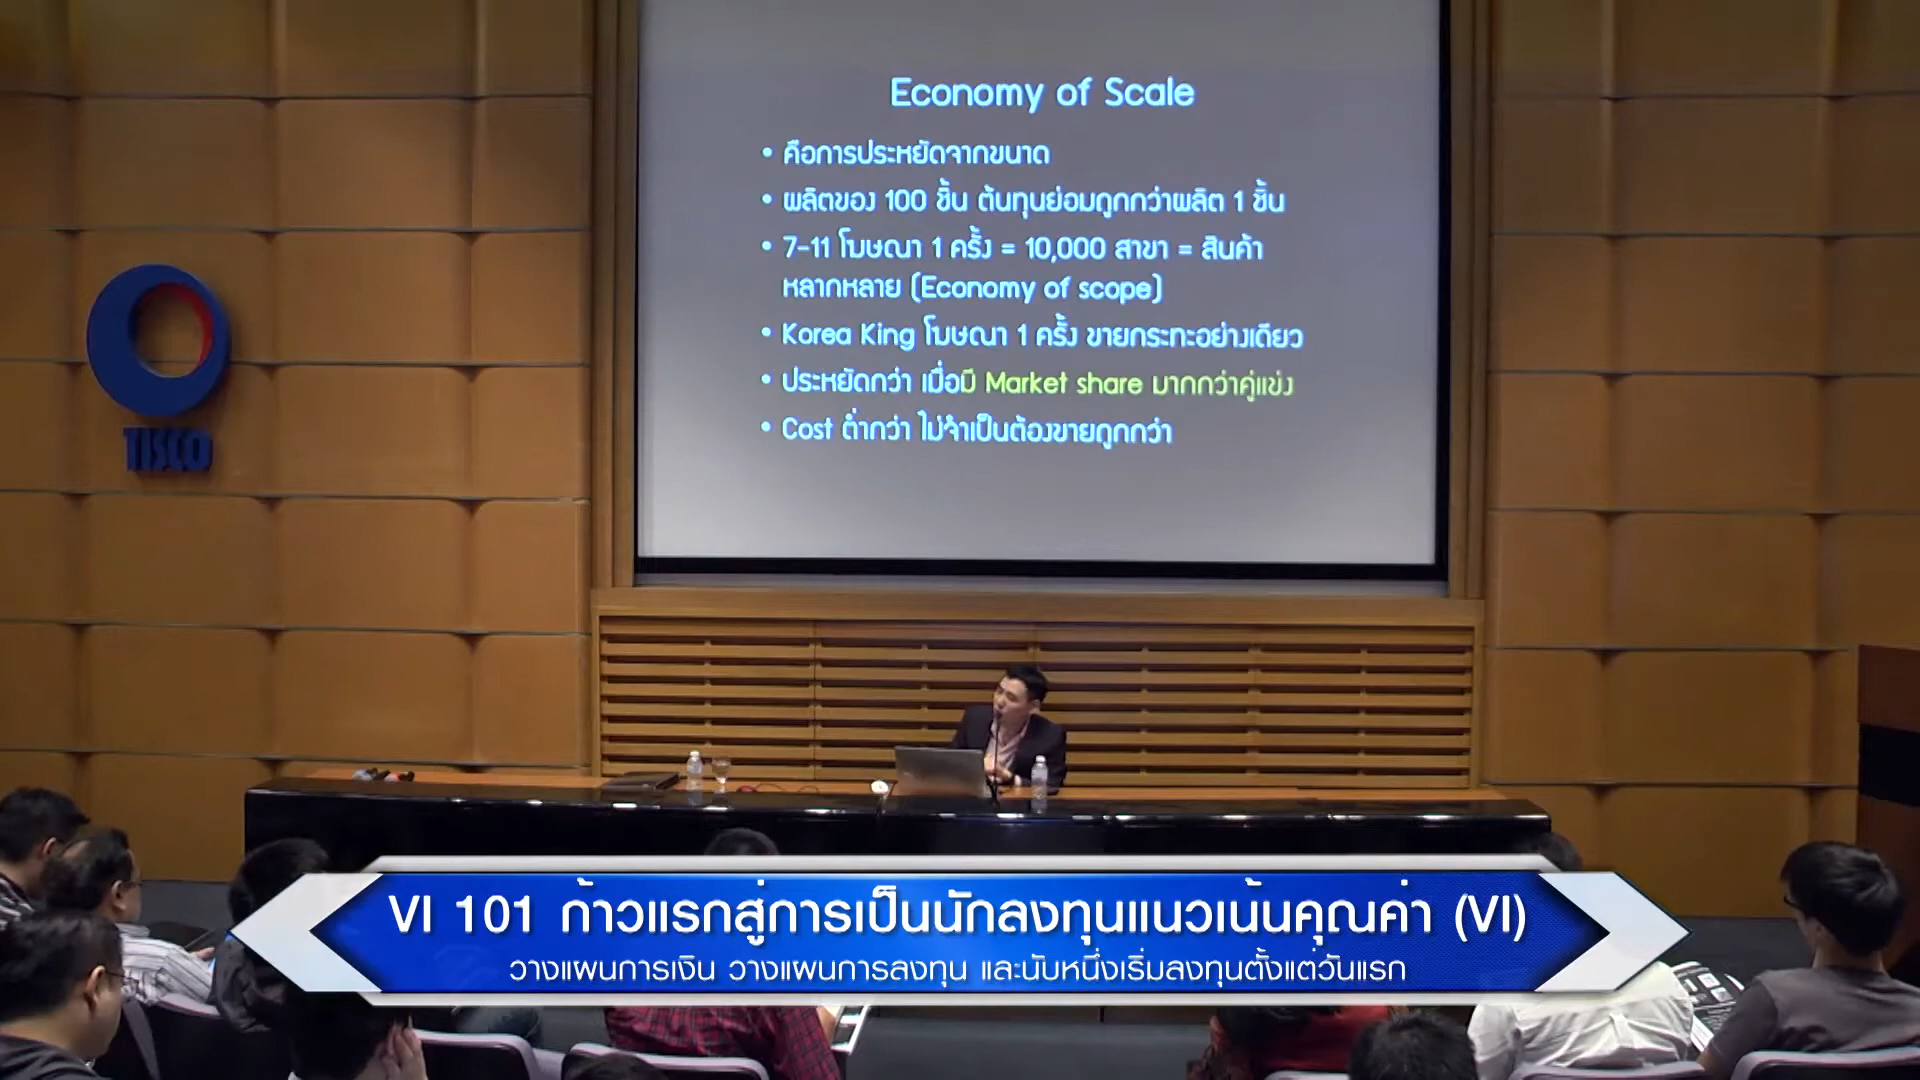 Economy of Scale
• คือการประหยัดจากขนาด
• ผลิตของ 100 ชิ้น ต้นทุนย่อมถูกกว่าผลิต 1 ชิ้น
• 7-11 โฆษณา 1 ครั้ง = 10,000 สาขา = สินค้า
หลากหลาย (Economy of scope)
• Korea King โฆษณา 1 ครั้ง ขายกระทะอย่างเดียว
• ประหยัดกว่า เมื่อมี Market share มากกว่าคู่แข่ง
• Cost ต่ำกว่า ไม่จำเป็นต้องขายถูกกว่า
TISCO
VI 101 ก้าวแรกสู่การเป็นนักลงทุนแนวเน้นคุณค่า (VI)
วางแผนการเงิน วางแผนการลงทุน และนับหนึ่งเริ่มลงทุนตั้งแต่วันแรก